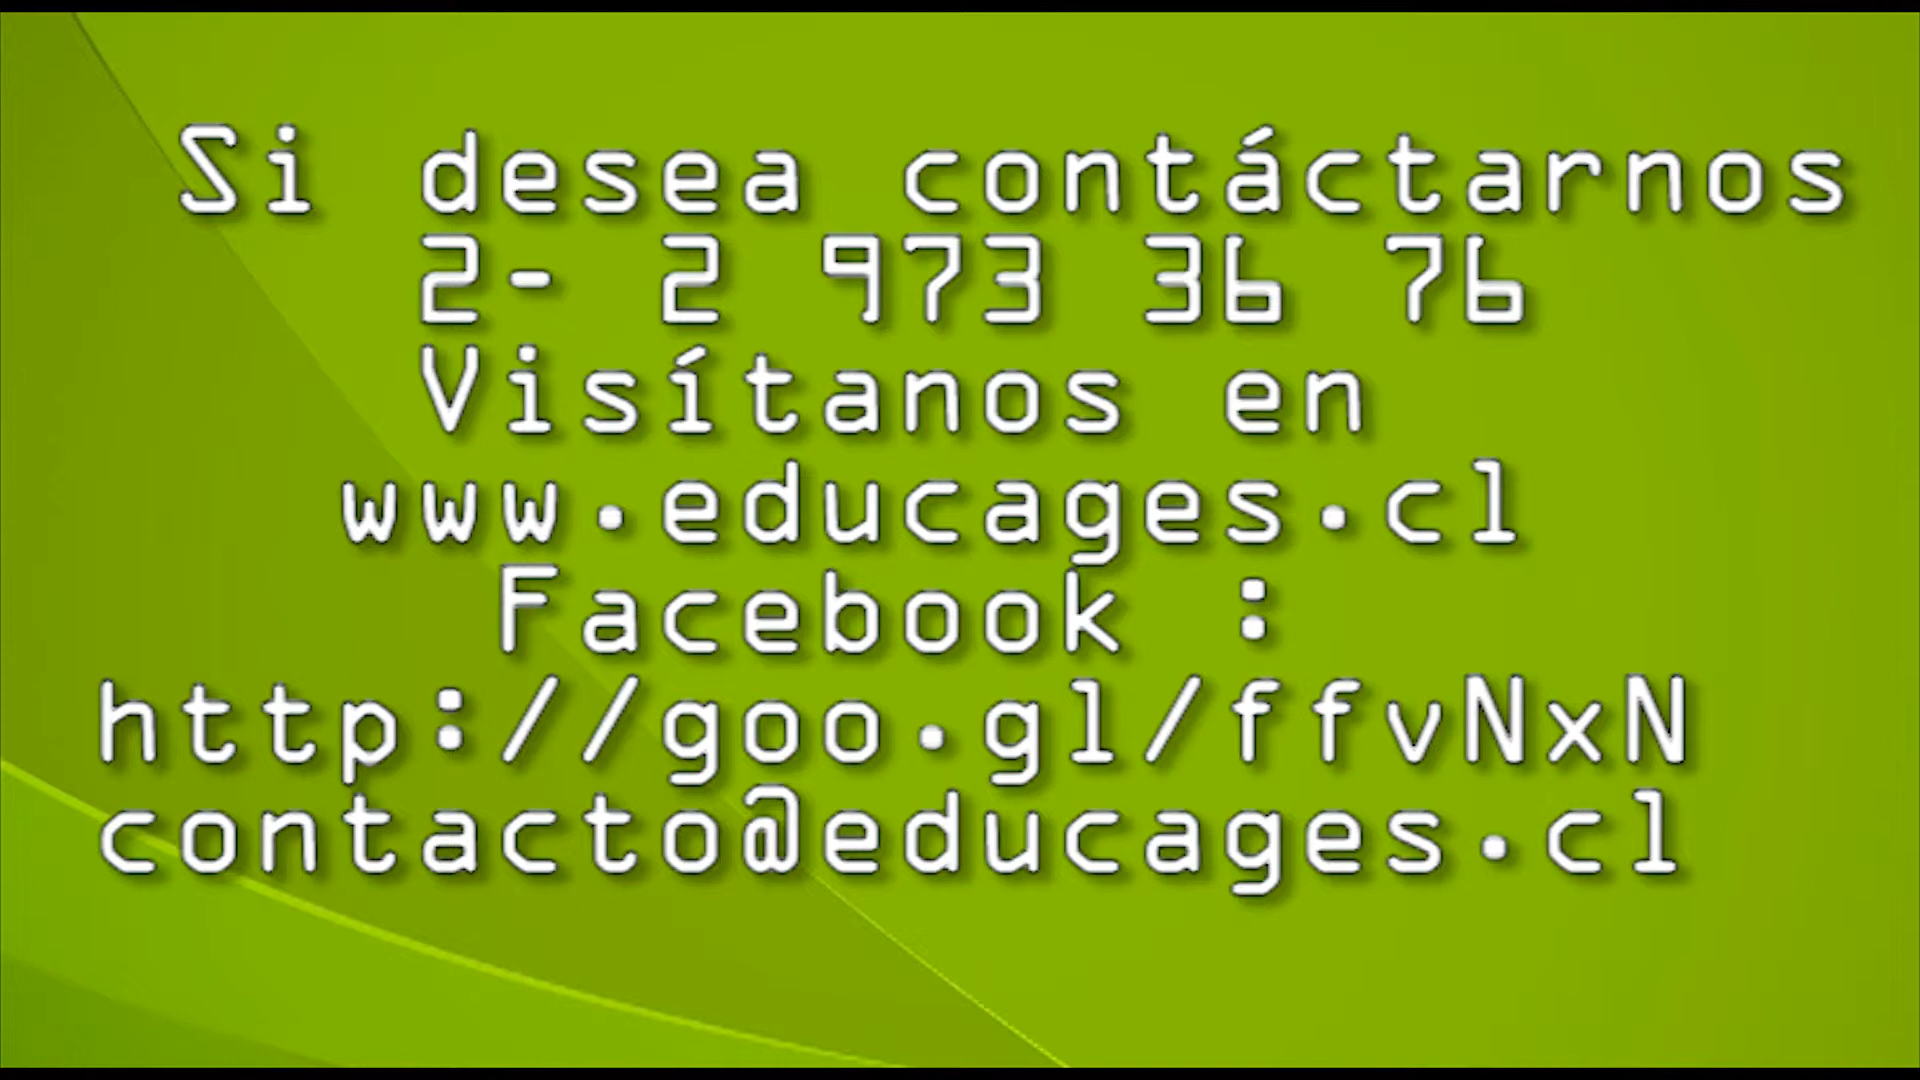 Si desea contáctarnos
2- 2 973 36 76
Visítanos en
www.educages.cl
Facebook :
http://goo.gl/ffvNxN
contacto@educages.cl